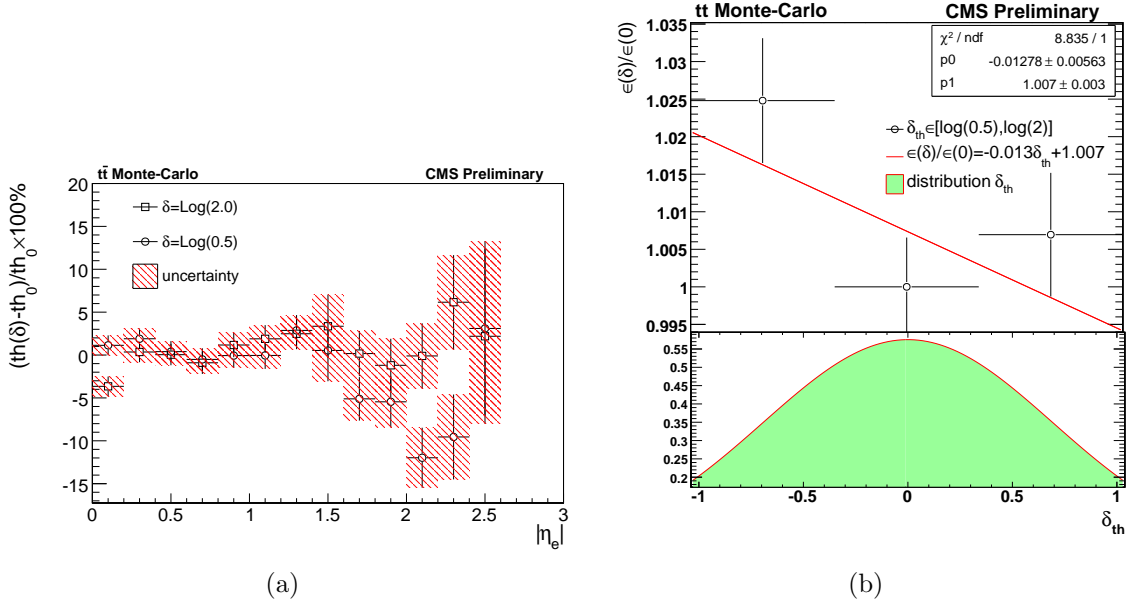 tt̄ Monte-Carlo
CMS Preliminary
(th(δ)-th₀)/th₀×100%
20
15
10
5
0
-5
-10
-15
δ=Log(2.0)
δ=Log(0.5)
uncertainty
0
0.5
1
1.5
2
2.5
3
|ηₑ|
(a)
tt Monte-Carlo
CMS Preliminary
∈(δ)/∈(0)
1.035
1.03
1.025
1.02
1.015
1.01
1.005
1
0.995
χ² / ndf 8.835 / 1
p0 -0.01278 ± 0.00563
p1 1.007 ± 0.003
δth∈[log(0.5),log(2)]
∈(δ)/∈(0)=-0.013δth+1.007
distribution δth
0.55
0.5
0.45
0.4
0.35
0.3
0.25
0.2
-1
-0.5
0
0.5
1
δth
(b)